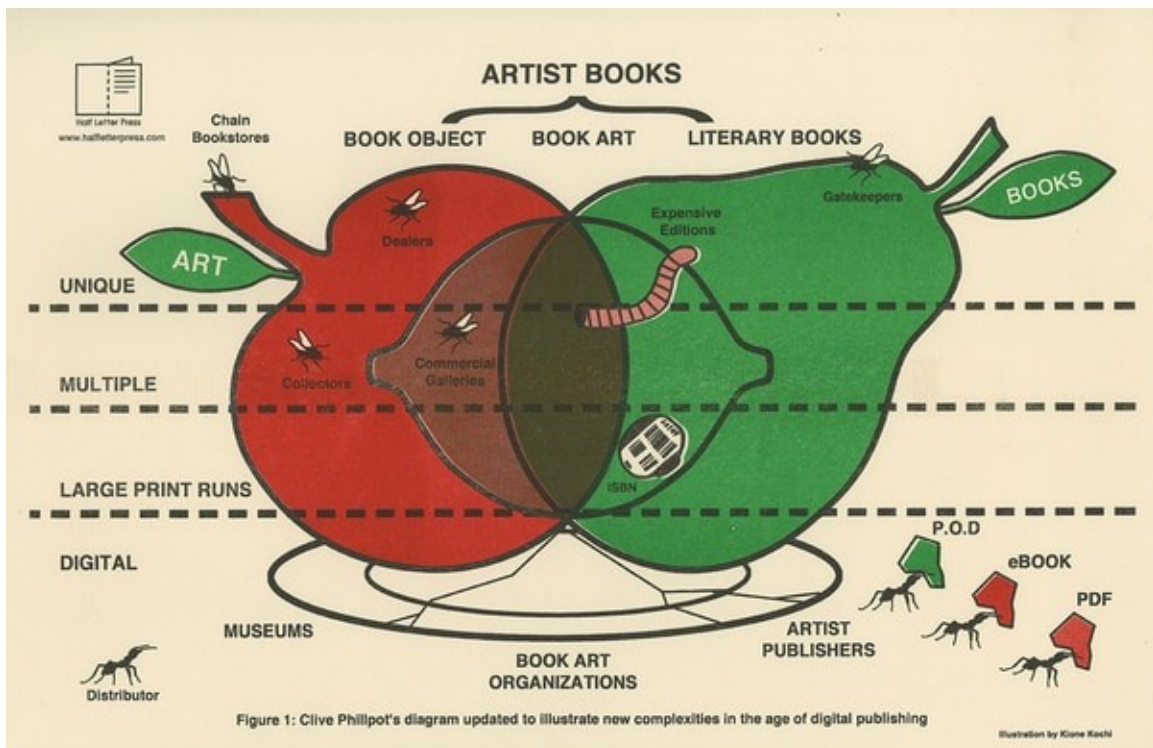 ARTIST BOOKS
Half Letter Press
www.halfletterpress.com
Chain
Bookstores
BOOK OBJECT
BOOK ART
LITERARY BOOKS
Gatekeepers
BOOKS
Expensive
Editions
Dealers
ART
UNIQUE
Collectors
Commercial
Galleries
MULTIPLE
ISBN
LARGE PRINT RUNS
DIGITAL
P.O.D
eBOOK
PDF
MUSEUMS
ARTIST
PUBLISHERS
BOOK ART
ORGANIZATIONS
Distributor
Figure 1: Clive Phillpot's diagram updated to illustrate new complexities in the age of digital publishing
Illustration by Kione Kochi